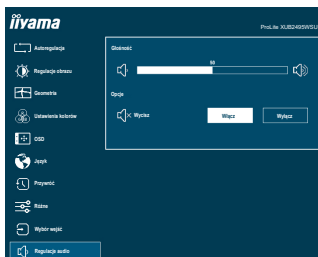 iiyama
ProLite XUB2495WSU
Autoregulacja
Regulacja obrazu
Geometria
Ustawienia kolorów
OSD
Język
Przywróć
Różne
Wybór wejść
Regulacja audio
Głośność
50
Opcje
Wycisz
Włącz
Wyłącz